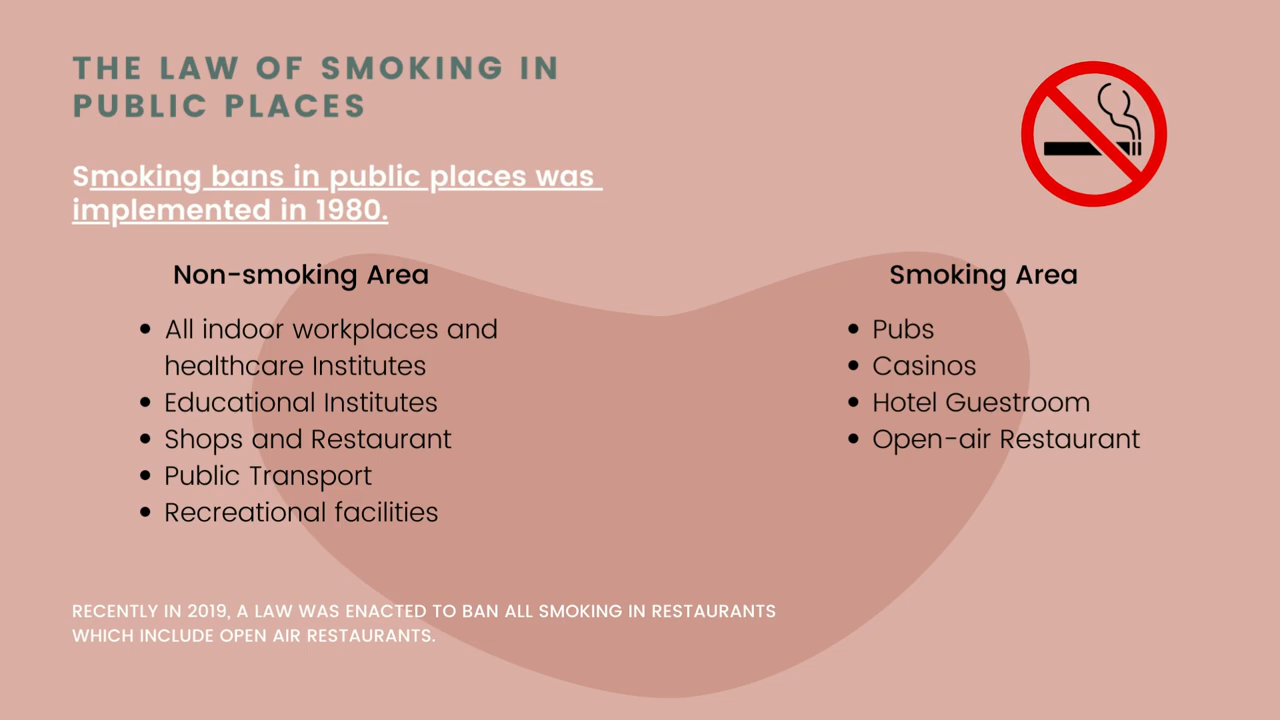 THE LAW OF SMOKING IN
PUBLIC PLACES
Smoking bans in public places was
implemented in 1980.
Non-smoking Area
• All indoor workplaces and
healthcare Institutes
• Educational Institutes
• Shops and Restaurant
• Public Transport
• Recreational facilities
Smoking Area
• Pubs
• Casinos
• Hotel Guestroom
• Open-air Restaurant
RECENTLY IN 2019, A LAW WAS ENACTED TO BAN ALL SMOKING IN RESTAURANTS
WHICH INCLUDE OPEN AIR RESTAURANTS.